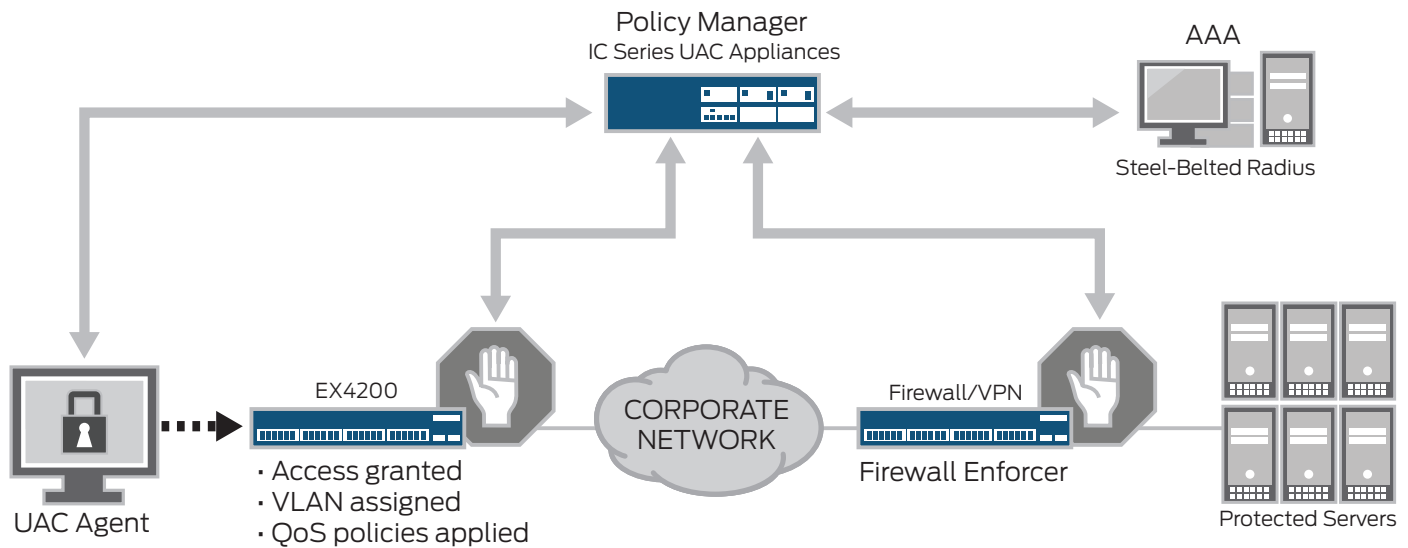 Policy Manager
IC Series UAC Appliances
AAA
Steel-Belted Radius
EX4200
CORPORATE
NETWORK
Firewall/VPN
Firewall Enforcer
· Access granted
· VLAN assigned
· QoS policies applied
UAC Agent
Protected Servers